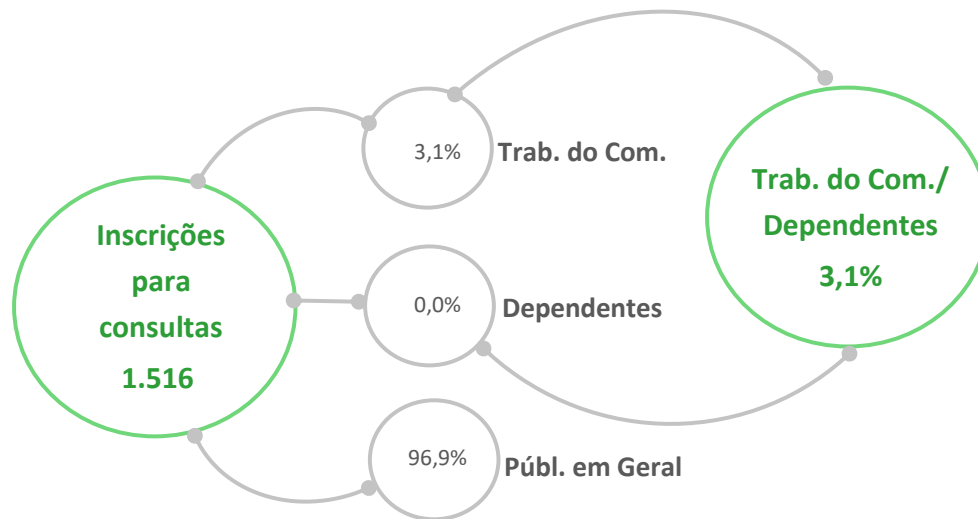 Inscrições
para
consultas
1.516
3,1%
Trab. do Com.
0,0%
Dependentes
96,9%
Públ. em Geral
Trab. do Com./
Dependentes
3,1%